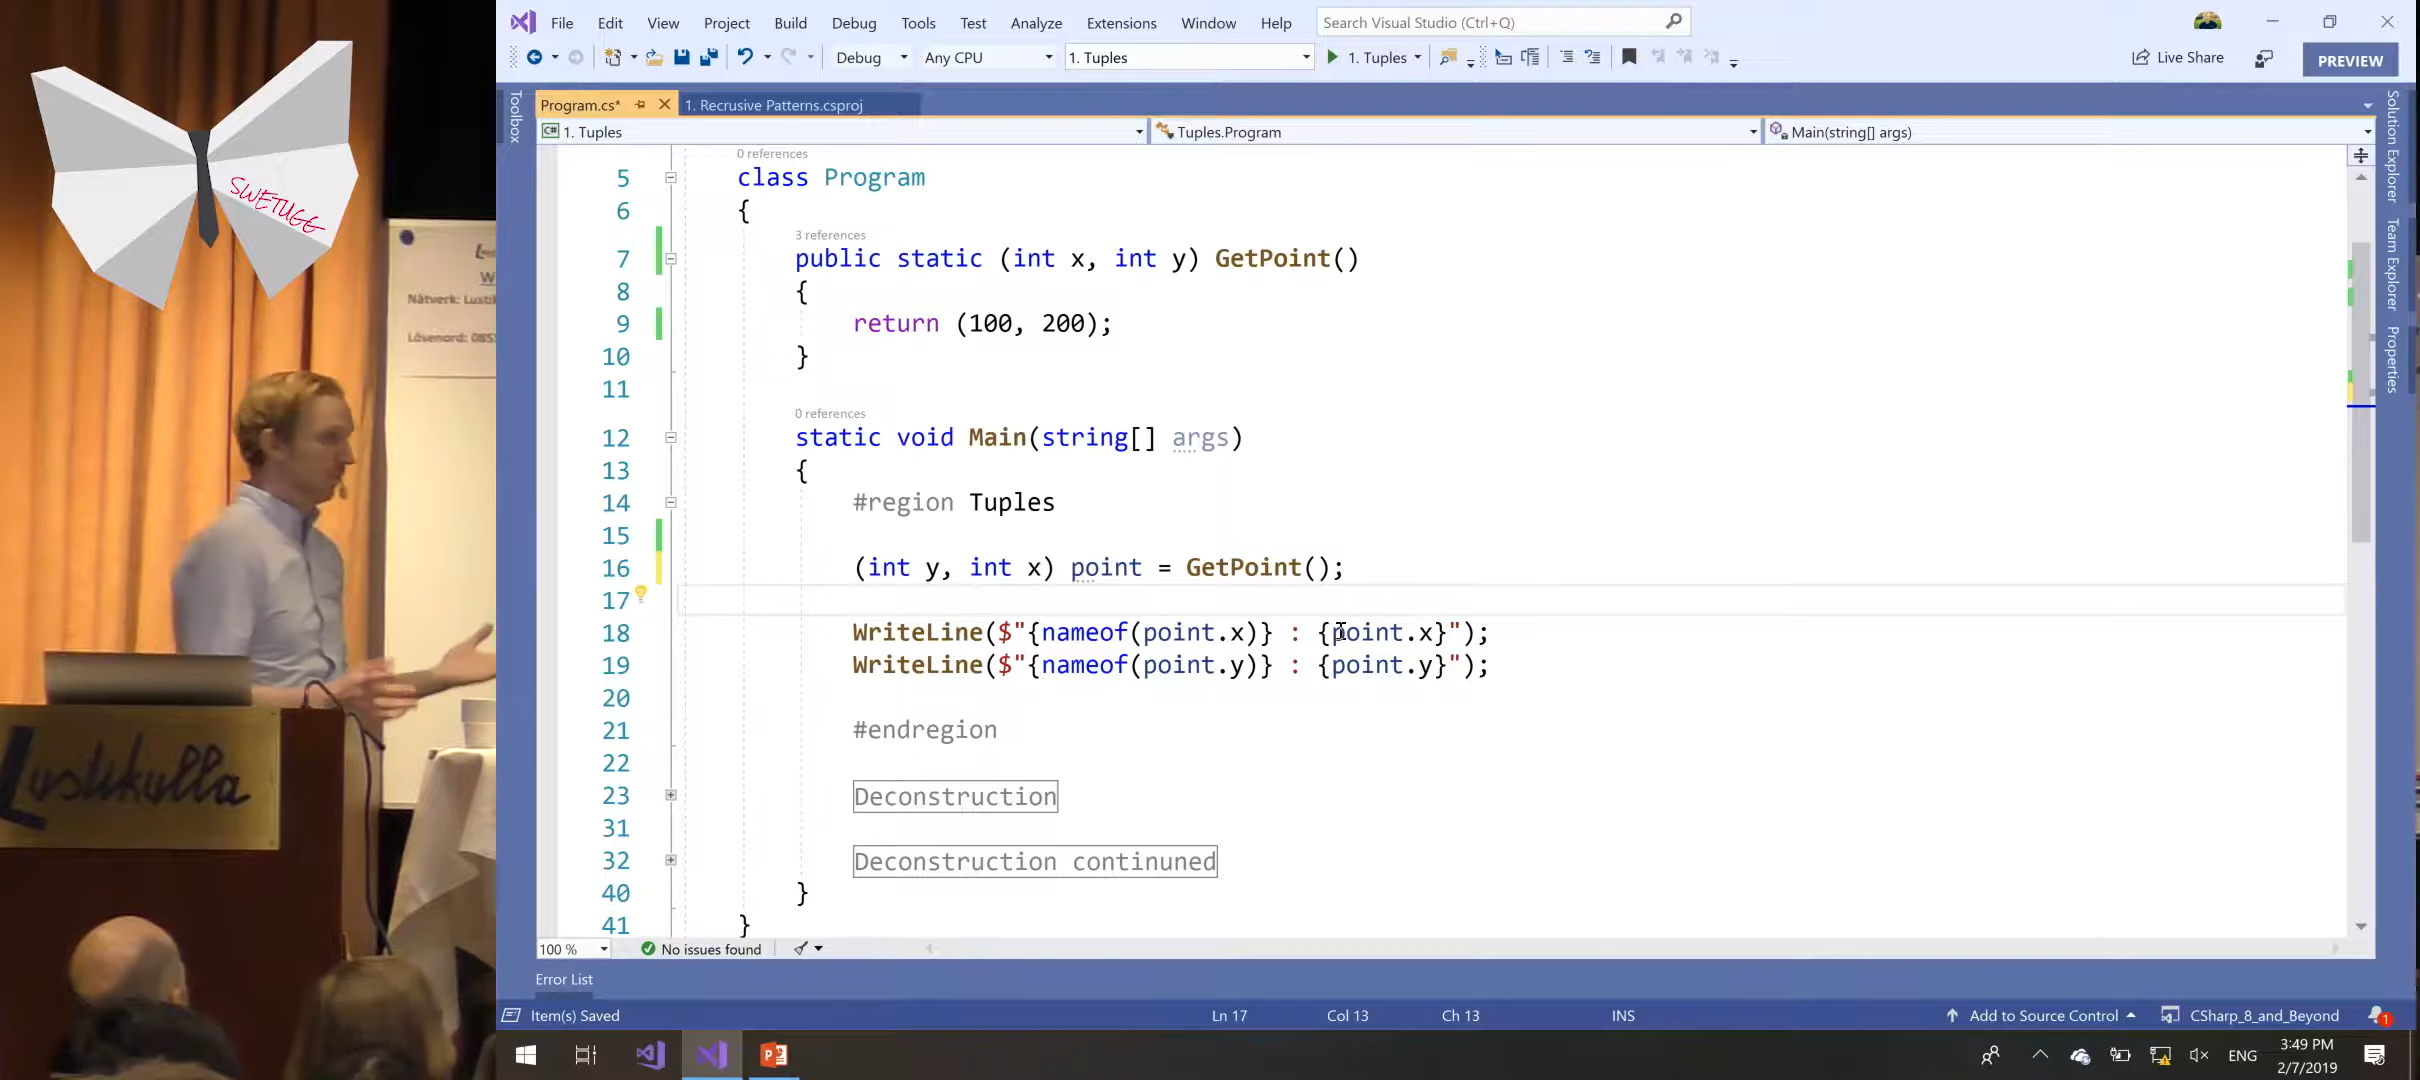 SWETUGG
Nätverk: Lusti
Lösenord: 085
Lustikulla
File Edit View Project Build Debug Tools Test Analyze Extensions Window Help Search Visual Studio (Ctrl+Q)
Debug Any CPU 1. Tuples 1. Tuples Live Share PREVIEW
Program.cs* 1. Recrusive Patterns.csproj
C# 1. Tuples Tuples.Program Main(string[] args)
Toolbox
Solution Explorer
Team Explorer
Properties
0 references
5 class Program
6 {
3 references
7 public static (int x, int y) GetPoint()
8 {
9 return (100, 200);
10 }
11
0 references
12 static void Main(string[] args)
13 {
14 #region Tuples
15
16 (int y, int x) point = GetPoint();
17
18 WriteLine($"{nameof(point.x)} : {point.x}");
19 WriteLine($"{nameof(point.y)} : {point.y}");
20
21 #endregion
22
23 Deconstruction
31
32 Deconstruction continuned
40 }
41 }
100 % No issues found
Error List
Item(s) Saved Ln 17 Col 13 Ch 13 INS Add to Source Control CSharp_8_and_Beyond 1
ENG 3:49 PM
2/7/2019